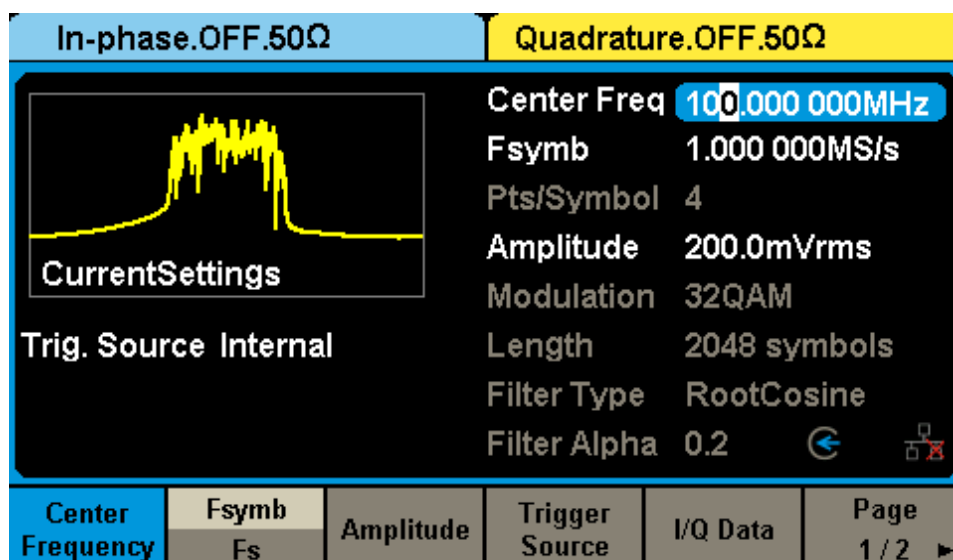 In-phase.OFF.50Ω
Quadrature.OFF.50Ω
CurrentSettings
Trig. Source Internal
Center Freq 100.000 000MHz
Fsymb 1.000 000MS/s
Pts/Symbol 4
Amplitude 200.0mVrms
Modulation 32QAM
Length 2048 symbols
Filter Type RootCosine
Filter Alpha 0.2
Center
Frequency
Fsymb
Fs
Amplitude
Trigger
Source
I/Q Data
Page
1/2 ►